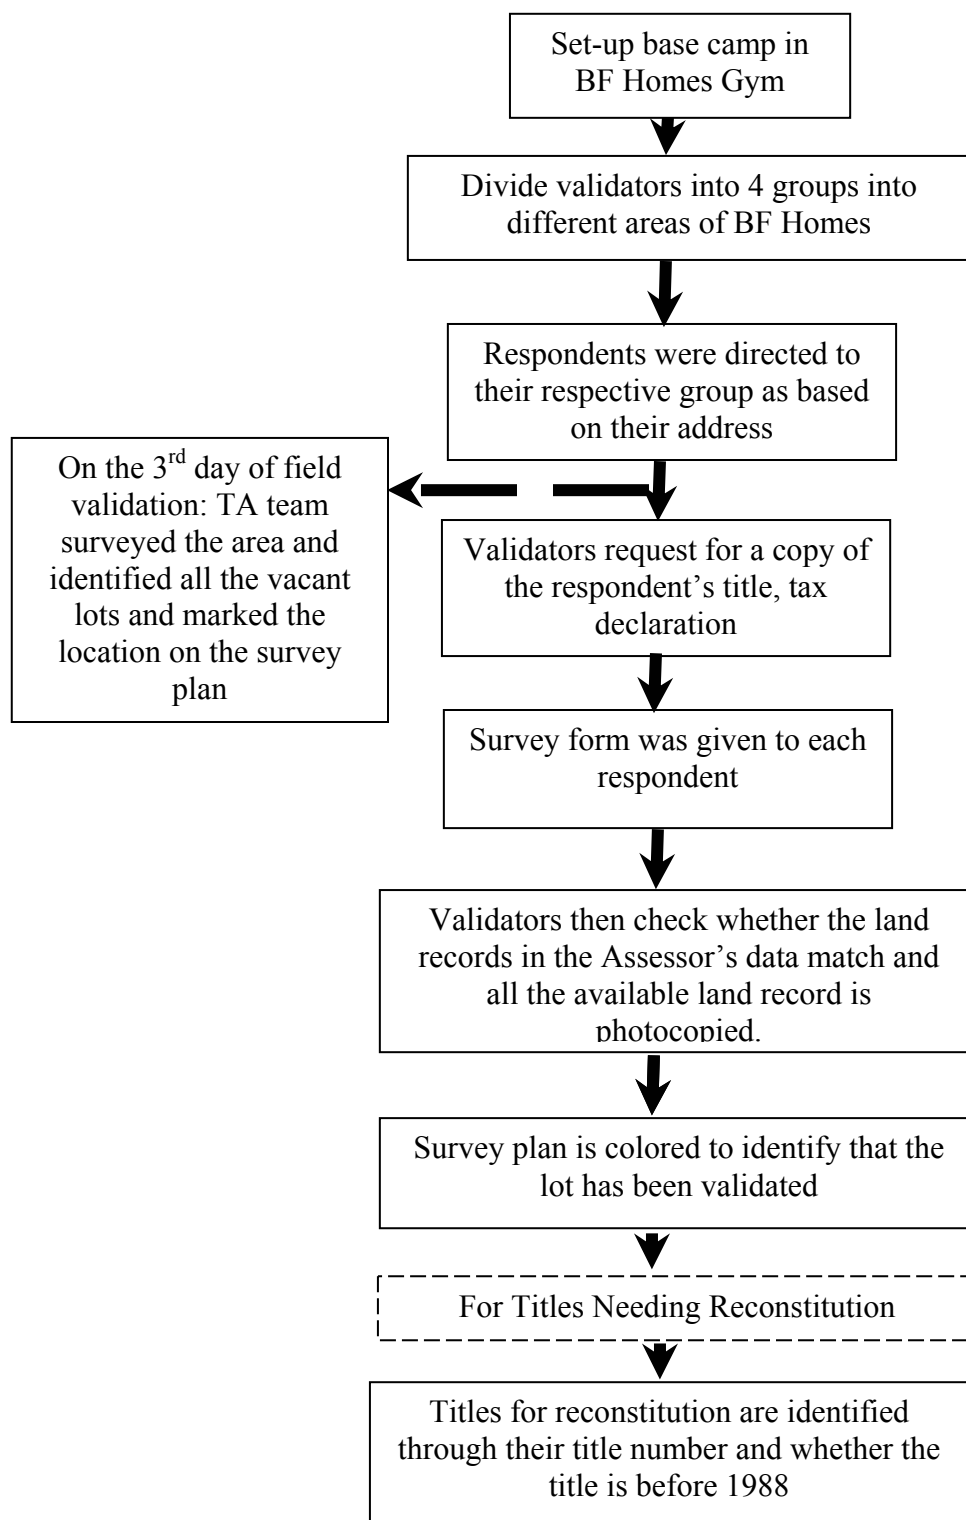 Set-up base camp in
BF Homes Gym
Divide validators into 4 groups into
different areas of BF Homes
Respondents were directed to
their respective group as based
on their address
On the 3rd day of field
validation: TA team
surveyed the area and
identified all the vacant
lots and marked the
location on the survey
plan
Validators request for a copy of
the respondent’s title, tax
declaration
Survey form was given to each
respondent
Validators then check whether the land
records in the Assessor’s data match and
all the available land record is
photocopied.
Survey plan is colored to identify that the
lot has been validated
For Titles Needing Reconstitution
Titles for reconstitution are identified
through their title number and whether the
title is before 1988